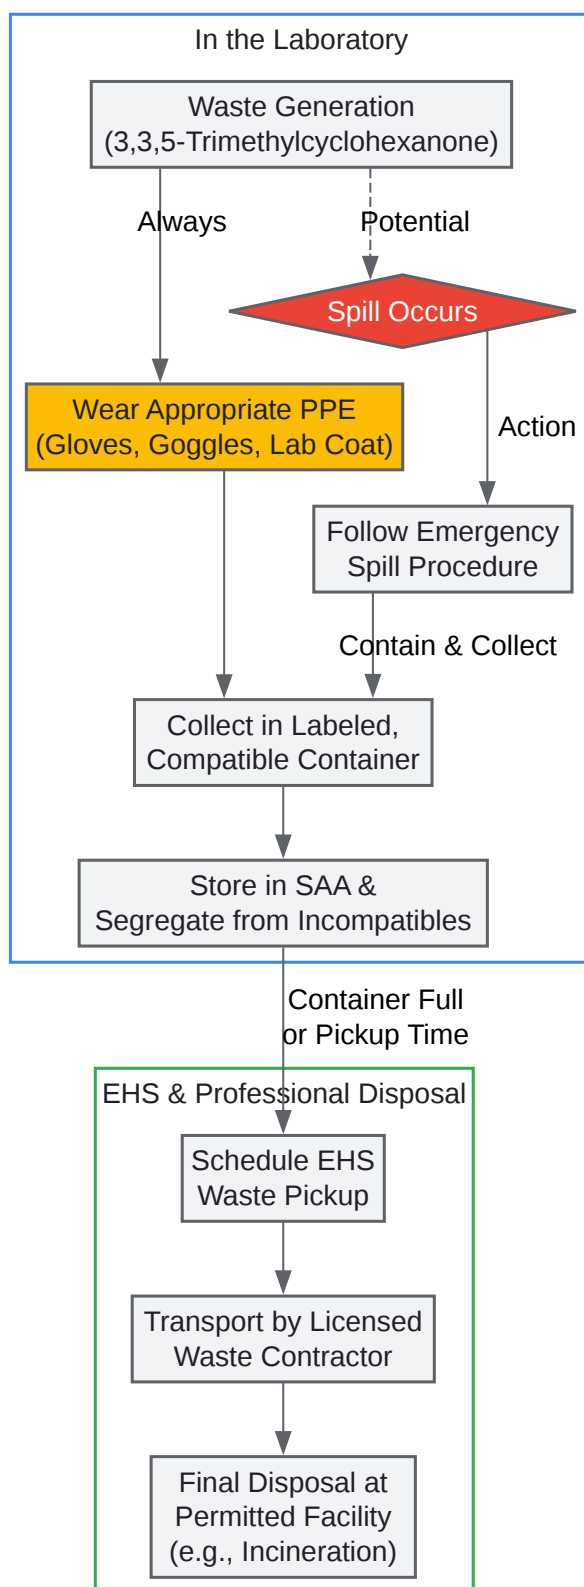 In the Laboratory
Waste Generation
(3,3,5-Trimethylcyclohexanone)
Always
Potential
Spill Occurs
Wear Appropriate PPE
(Gloves, Goggles, Lab Coat)
Action
Follow Emergency
Spill Procedure
Contain & Collect
Collect in Labeled,
Compatible Container
Store in SAA &
Segregate from Incompatibles
Container Full
or Pickup Time
EHS & Professional Disposal
Schedule EHS
Waste Pickup
Transport by Licensed
Waste Contractor
Final Disposal at
Permitted Facility
(e.g., Incineration)